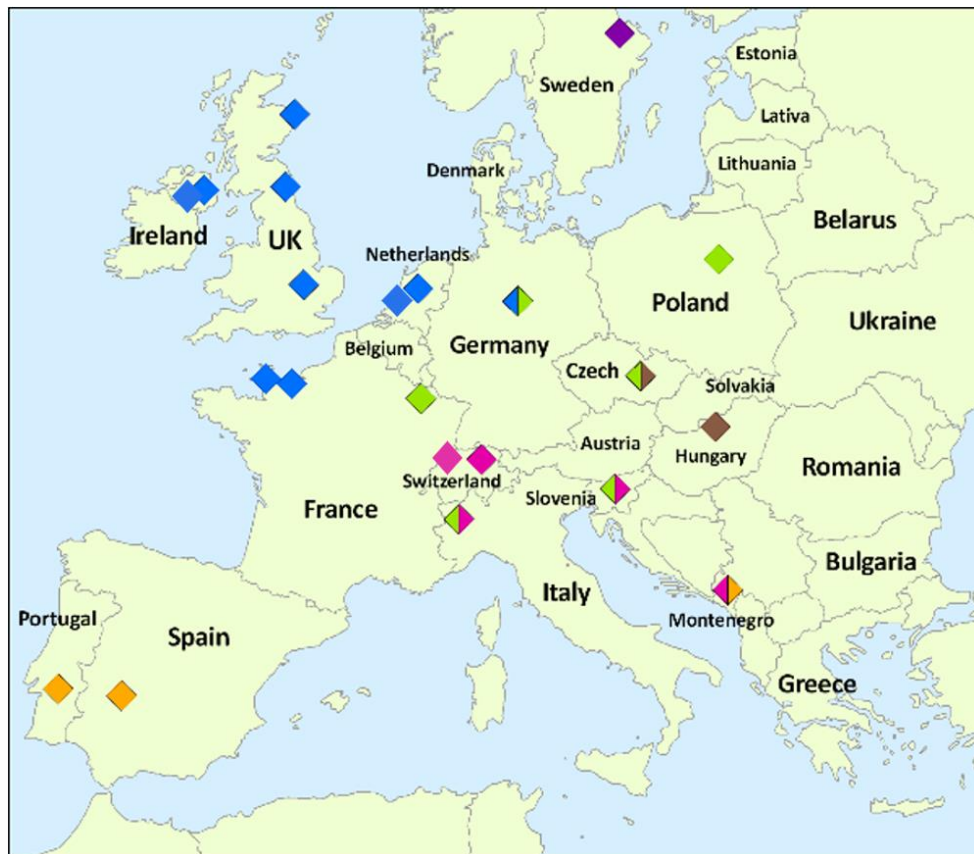 Estonia
Sweden
Lativa
Denmark
Lithuania
Belarus
Ireland
UK
Netherlands
Poland
Ukraine
Belgium
Germany
Czech
Solvakia
Austria
Hungary
Romania
Switzerland
Slovenia
France
Bulgaria
Italy
Portugal
Montenegro
Spain
Greece